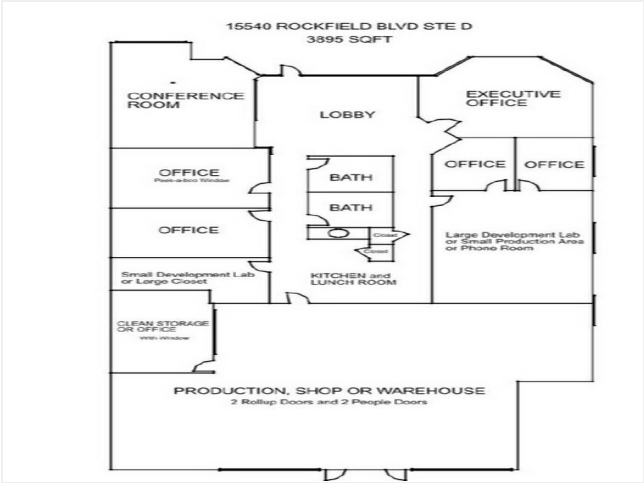 15540 ROCKFIELD BLVD STE D
3895 SQFT
CONFERENCE
ROOM
LOBBY
EXECUTIVE
OFFICE
OFFICE
Peek-a-boo Window
BATH
OFFICE
OFFICE
BATH
OFFICE
Closet
Large Development Lab
or Small Production Area
or Phone Room
Closet
Small Development Lab
or Large Closet
KITCHEN and
LUNCH ROOM
CLEAN STORAGE
OR OFFICE
With Window
PRODUCTION, SHOP OR WAREHOUSE
2 Rollup Doors and 2 People Doors